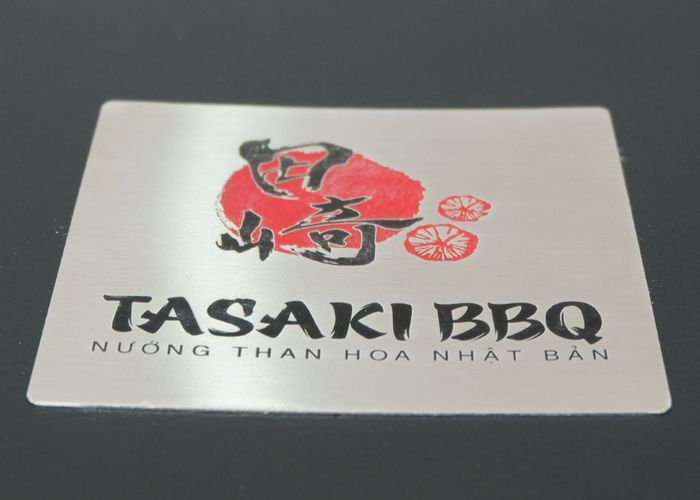 田
崎
TASAKI BBQ
NƯỚNG THAN HOA NHẬT BẢN